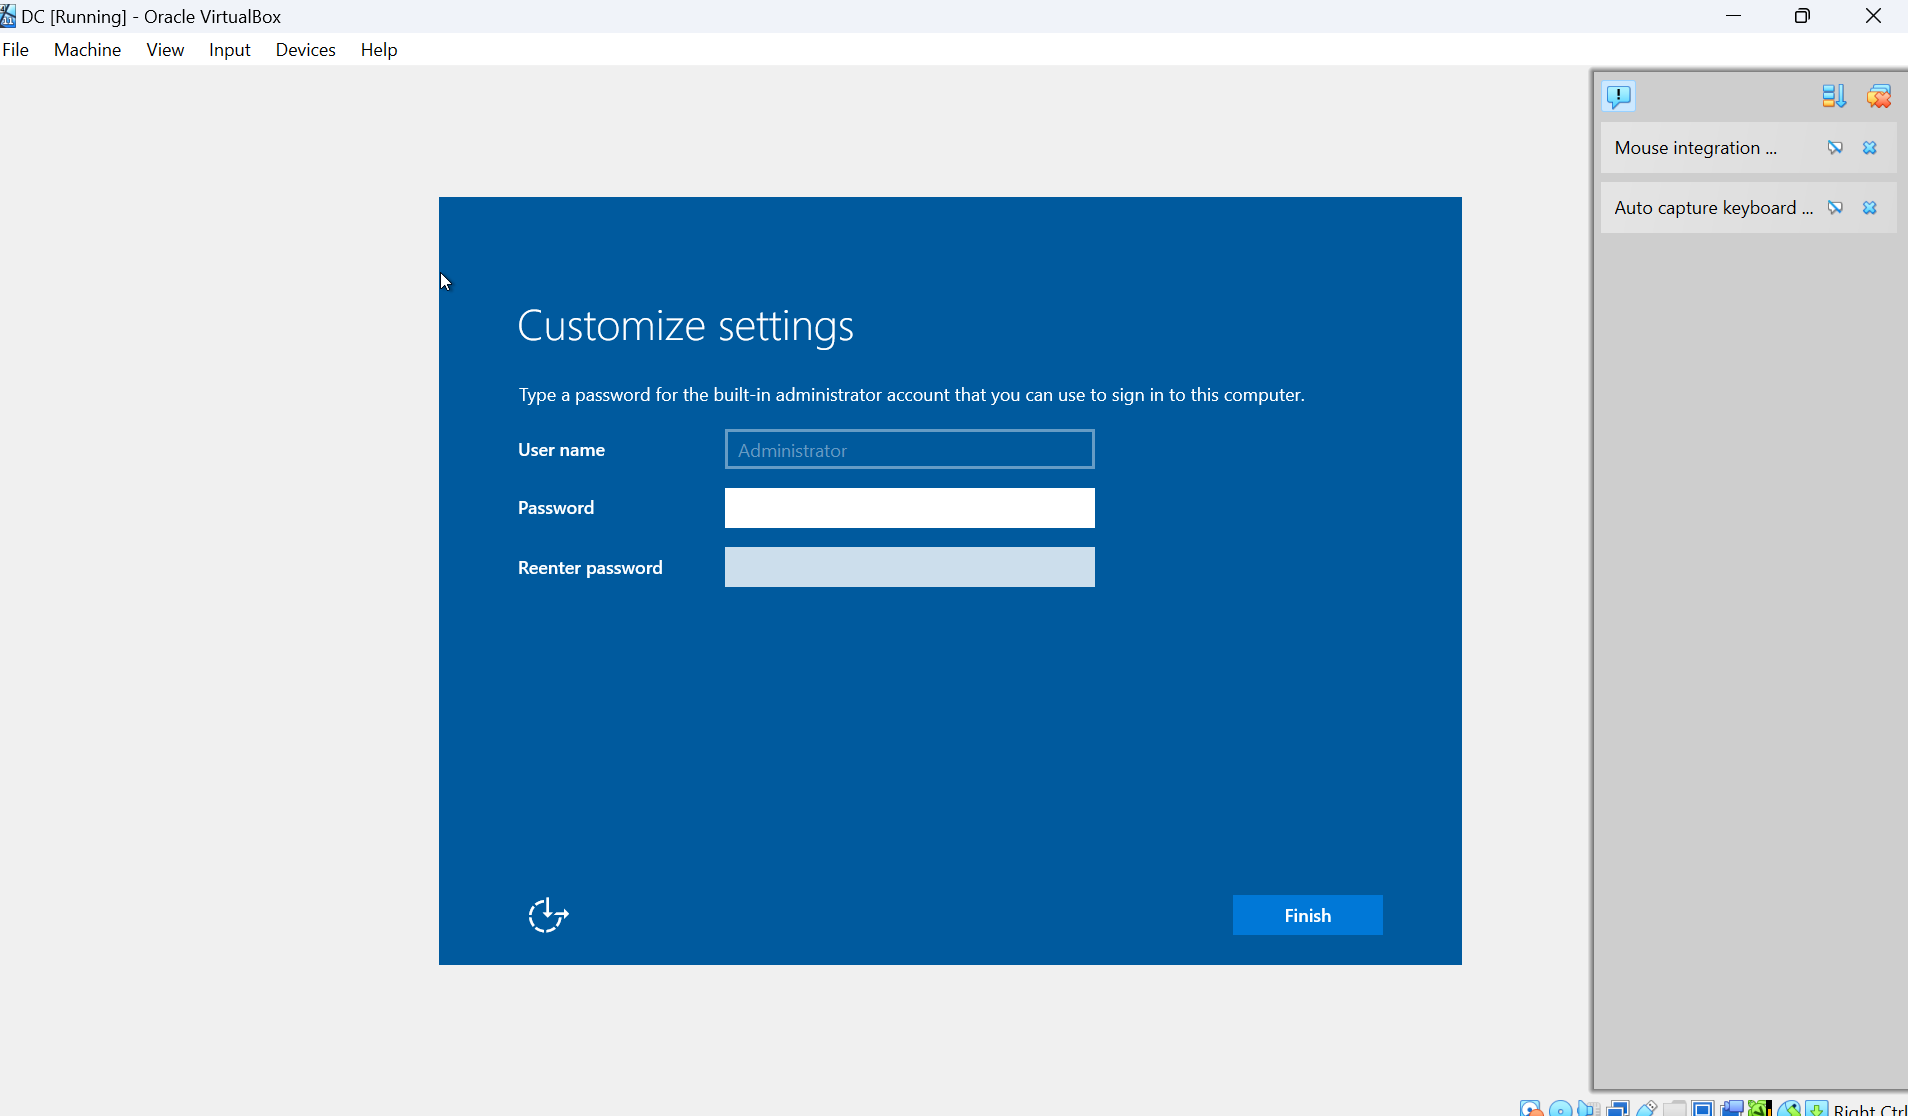 DC [Running] - Oracle VirtualBox
File Machine View Input Devices Help
Mouse integration ...
Auto capture keyboard ...
Customize settings
Type a password for the built-in administrator account that you can use to sign in to this computer.
User name Administrator
Password
Reenter password
Finish
Right Ctrl